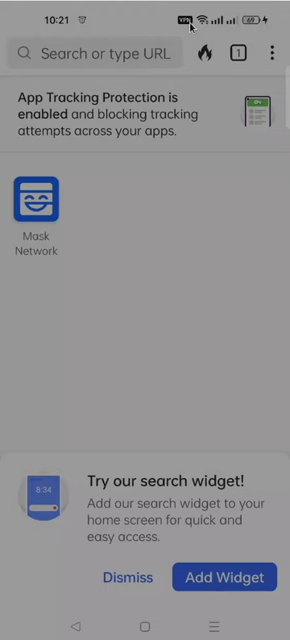 10:21
VPN
69
Search or type URL
1
App Tracking Protection is
enabled and blocking tracking
attempts across your apps.
Mask
Network
8:34
Try our search widget!
Add our search widget to your
home screen for quick and
easy access.
Dismiss
Add Widget